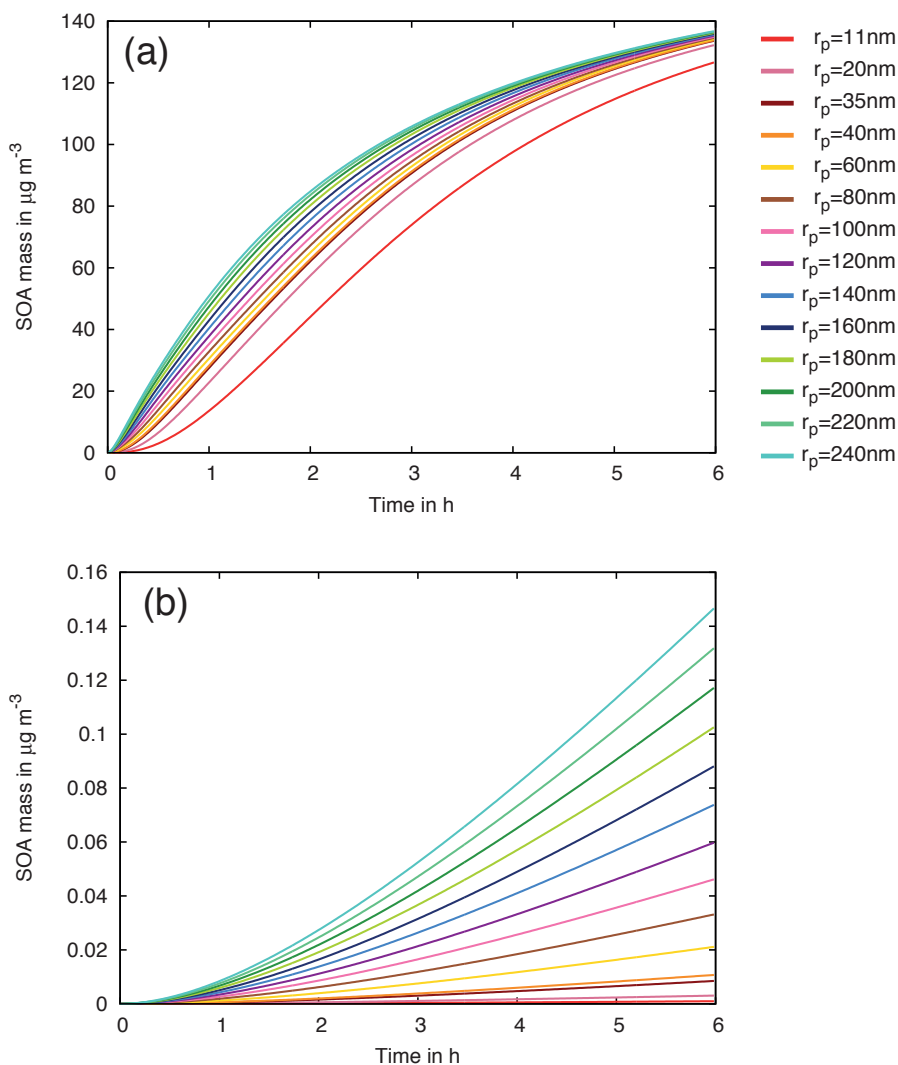 (a)
SOA mass in µg m⁻³
140
120
100
80
60
40
20
0
0 1 2 3 4 5 6
Time in h
rₚ=11nm
rₚ=20nm
rₚ=35nm
rₚ=40nm
rₚ=60nm
rₚ=80nm
rₚ=100nm
rₚ=120nm
rₚ=140nm
rₚ=160nm
rₚ=180nm
rₚ=200nm
rₚ=220nm
rₚ=240nm
(b)
SOA mass in µg m⁻³
0.16
0.14
0.12
0.1
0.08
0.06
0.04
0.02
0
0 1 2 3 4 5 6
Time in h